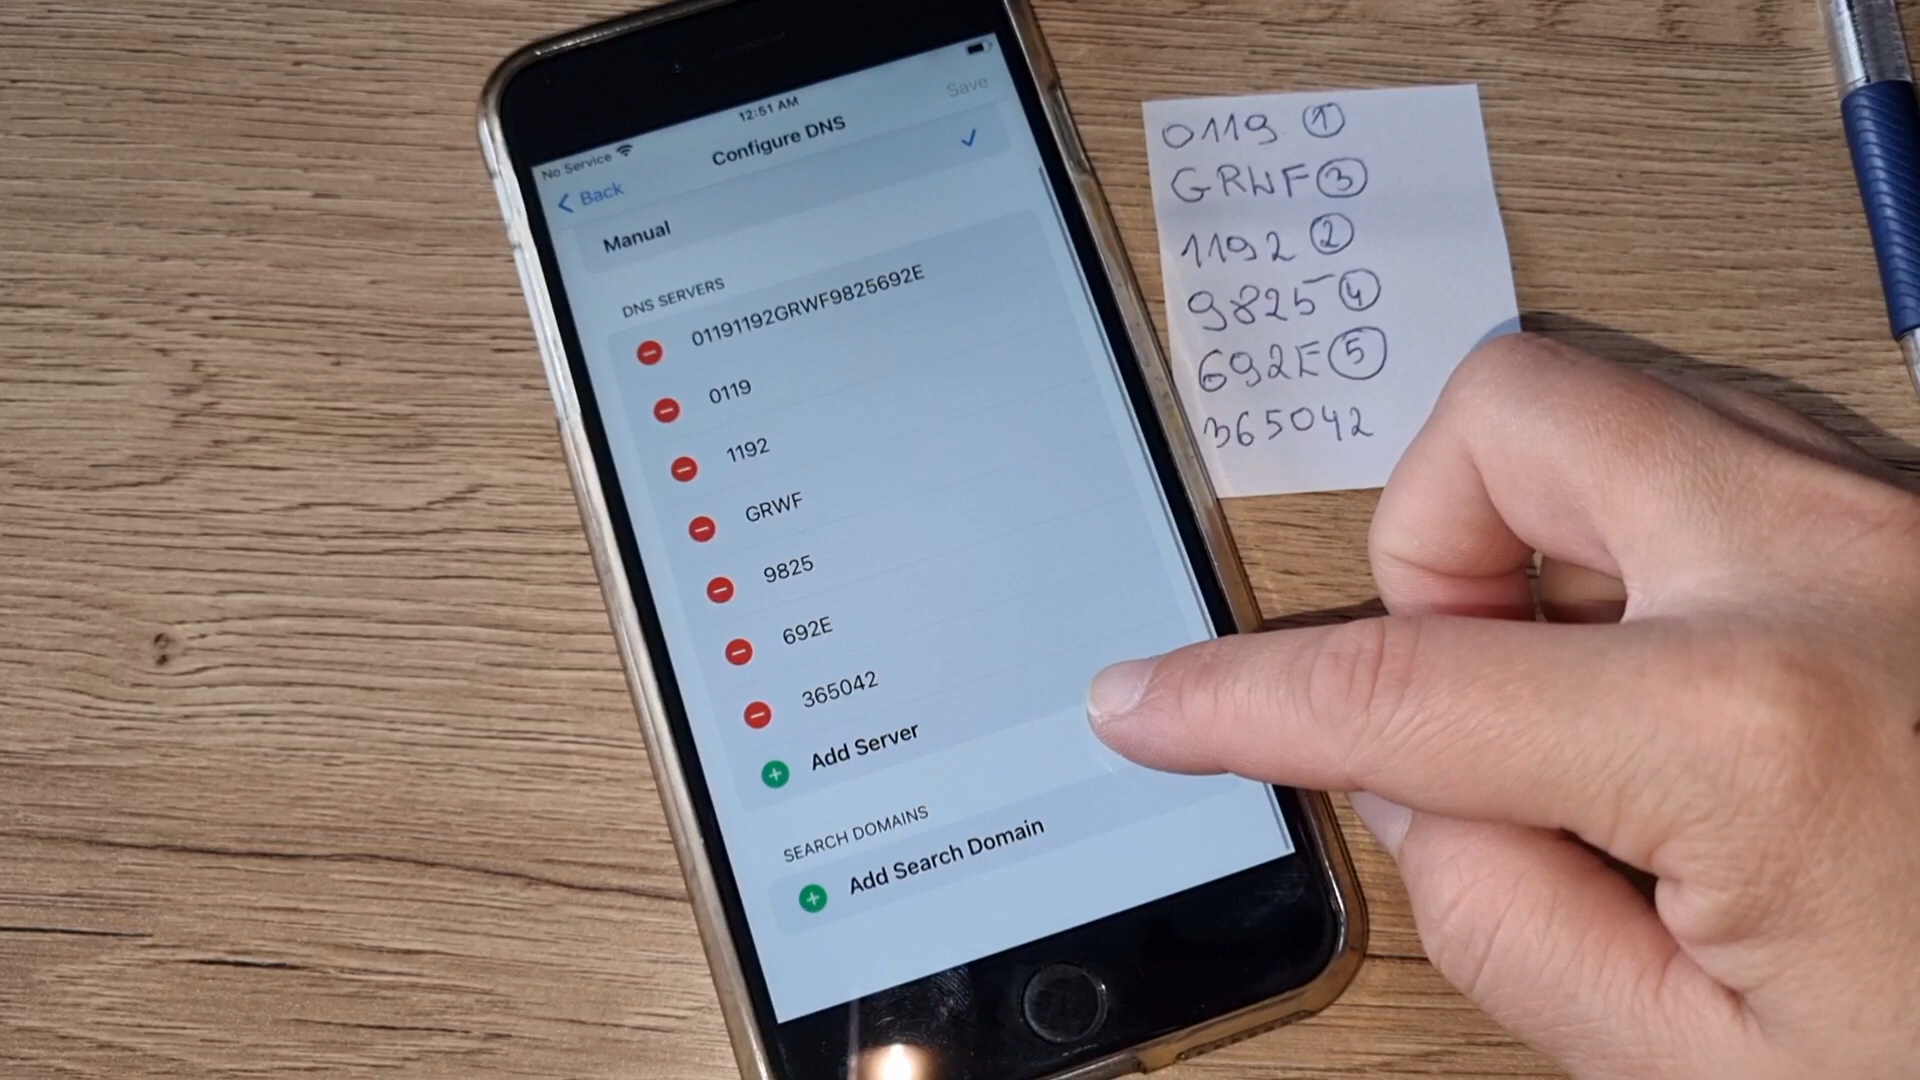 12:51 AM
No Service
Configure DNS
Save
Back
Manual
DNS SERVERS
01191192GRWF9825692E
0119
1192
GRWF
9825
692E
365042
Add Server
SEARCH DOMAINS
Add Search Domain
0119 1
GRWF 3
1192 2
9825 4
692E 5
365042